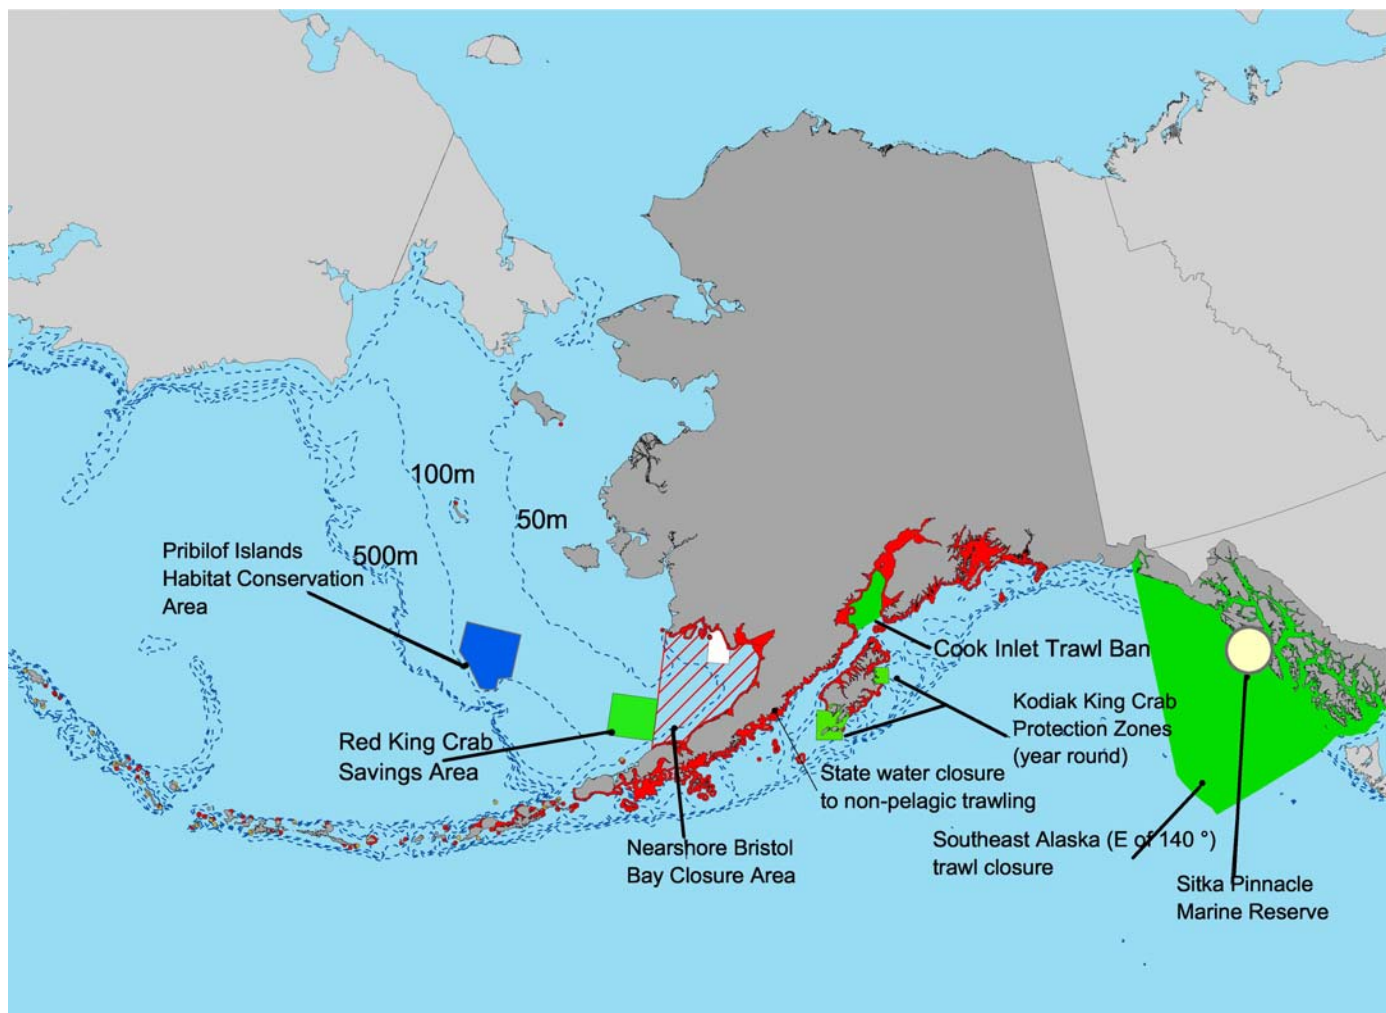 100m
50m
500m
Pribilof Islands
Habitat Conservation
Area
Cook Inlet Trawl Ban
Kodiak King Crab
Protection Zones
(year round)
Red King Crab
Savings Area
State water closure
to non-pelagic trawling
Nearshore Bristol
Bay Closure Area
Southeast Alaska (E of 140 °)
trawl closure
Sitka Pinnacle
Marine Reserve